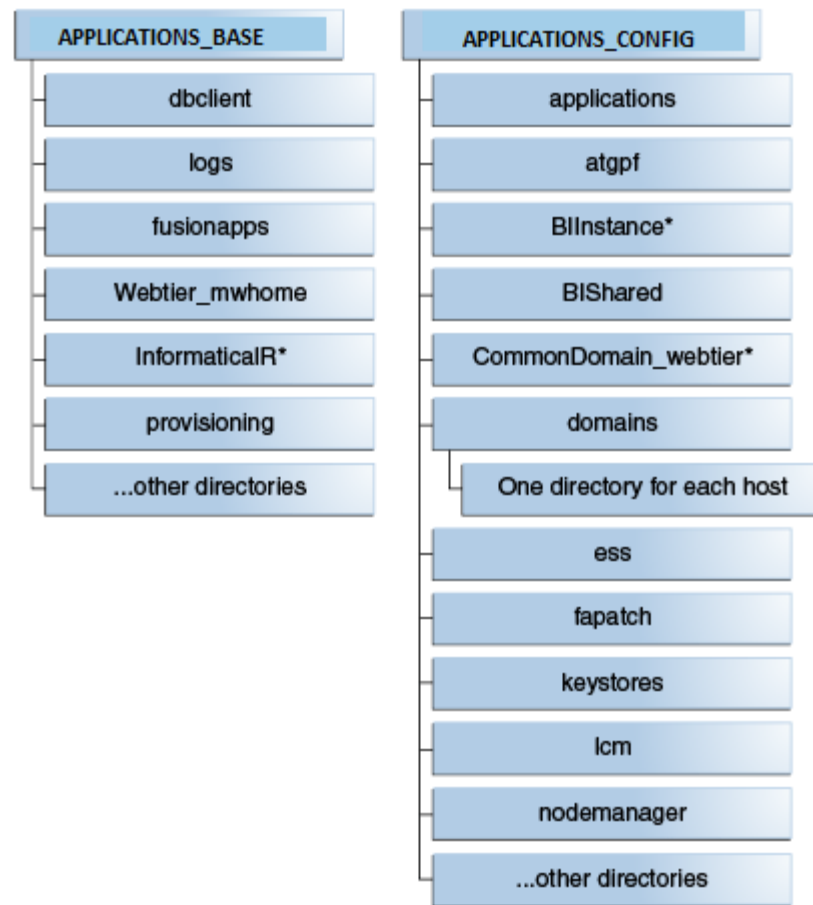 APPLICATIONS_BASE
dbclient
logs
fusionapps
Webtier_mwhome
InformaticaIR*
provisioning
...other directories
APPLICATIONS_CONFIG
applications
atgpf
BIInstance*
BIShared
CommonDomain_webtier*
domains
One directory for each host
ess
fapatch
keystores
lcm
nodemanager
...other directories